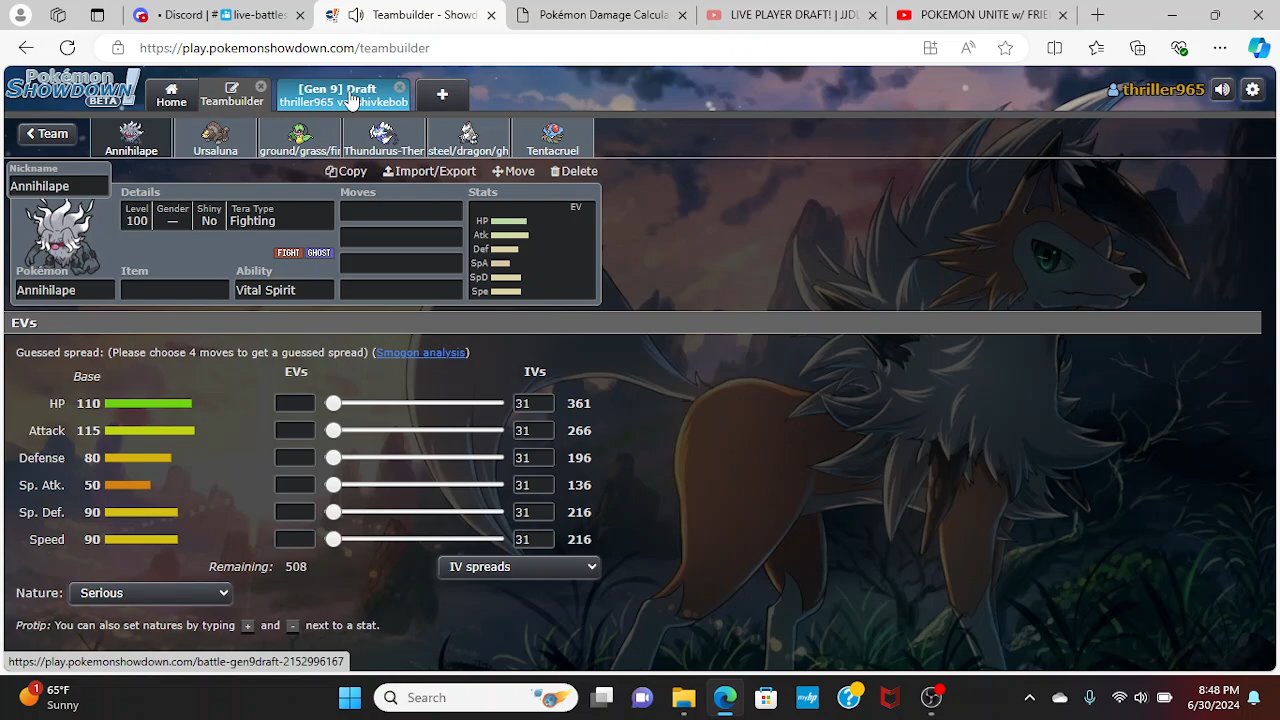 Discord | # live-battles
Teambuilder - Showd
Pokémon Damage Calcula
LIVE PLAYER DRAFT! | JDL
POKEMON UNITE w/ FRIE
https://play.pokemonshowdown.com/teambuilder
Pokémon
SHOWDOWN!
BETA
Home
Teambuilder
[Gen 9] Draft
+
thriller965
< Team
Annihilape
Ursaluna
ground/grass/fir
Thundurus-Ther
steel/dragon/gh
Tentacruel
Nickname
Annihilape
Copy
Import/Export
Move
Delete
Details
Moves
Stats
Level
Gender
Shiny
Tera Type
100
—
No
Fighting
EV
HP
Atk
Def
SpA
SpD
Spe
FIGHT
GHOST
Pokémon
Item
Ability
Annihilape
Vital Spirit
EVs
Guessed spread: (Please choose 4 moves to get a guessed spread) (Smogon analysis)
Base
EVs
IVs
HP 110 31 361
Attack 115 31 266
Defense 80 31 196
Sp. Atk. 50 31 136
Sp. Def. 90 31 216
Speed 90 31 216
Remaining: 508
IV spreads
Nature: Serious
Protip: You can also set natures by typing + and - next to a stat.
https://play.pokemonshowdown.com/battle-gen9draft-2152996167
1
65°F
Sunny
Search
8:48 PM
6/30/2024